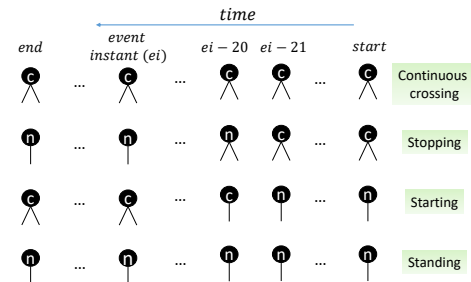 time
end
event
instant (ei)
ei − 20
ei − 21
start
c ... c ... c c c
Continuous
crossing
n ... n ... n c c
Stopping
c ... c ... c n ... n
Starting
n ... n ... n n n
Standing